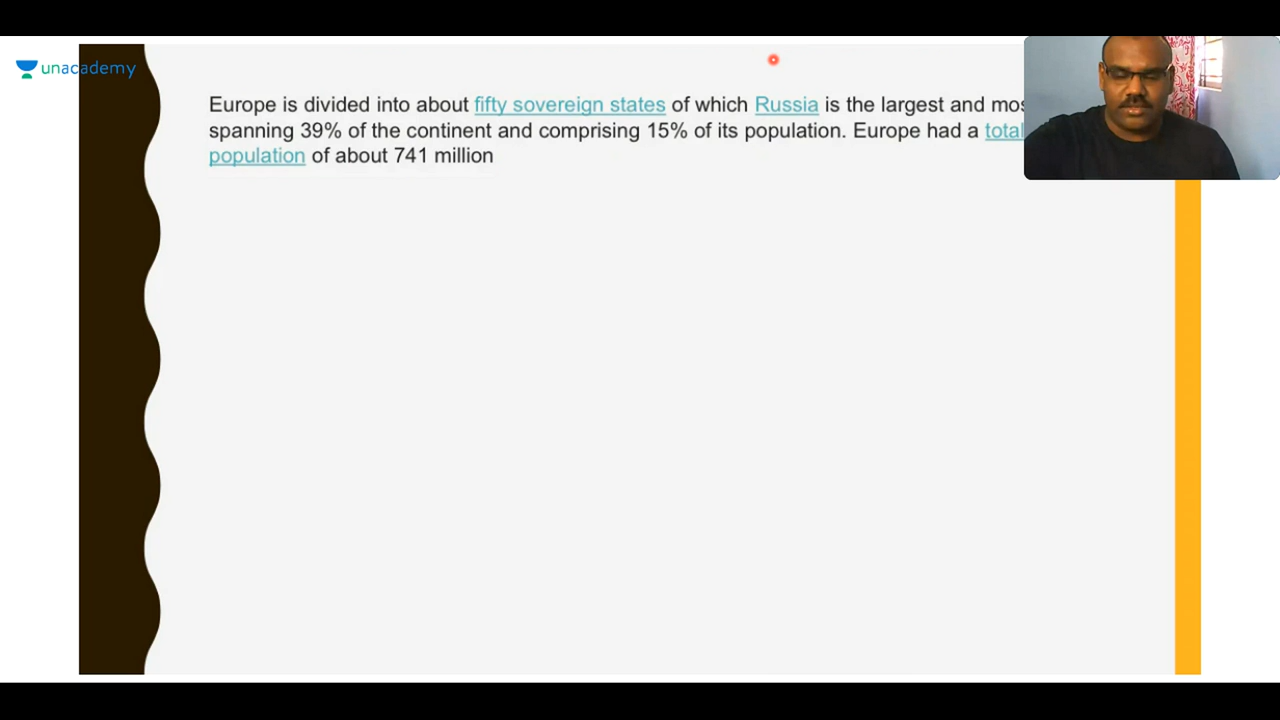 unacademy
Europe is divided into about fifty sovereign states of which Russia is the largest and
spanning 39% of the continent and comprising 15% of its population. Europe had a total
population of about 741 million